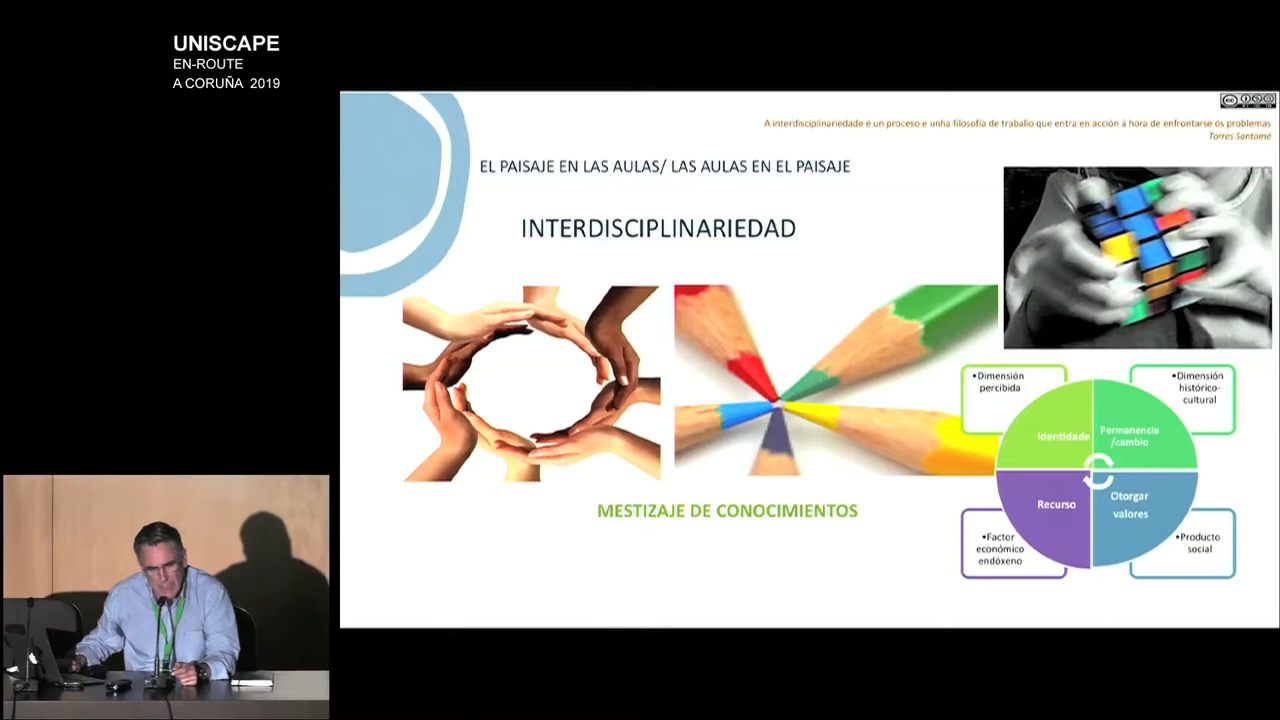 UNISCAPE
EN-ROUTE
A CORUÑA 2019
A interdisciplinariedade é un proceso e unha filosofía de traballo que entra en acción á hora de enfrontarse os problemas
Torres Santomé
EL PAISAJE EN LAS AULAS/ LAS AULAS EN EL PAISAJE
INTERDISCIPLINARIEDAD
MESTIZAJE DE CONOCIMIENTOS
•Dimensión
percibida
•Dimensión
histórico-
cultural
Identidade
Permanencia
/cambio
Recurso
Otorgar
valores
•Factor
económico
endóxeno
•Producto
social